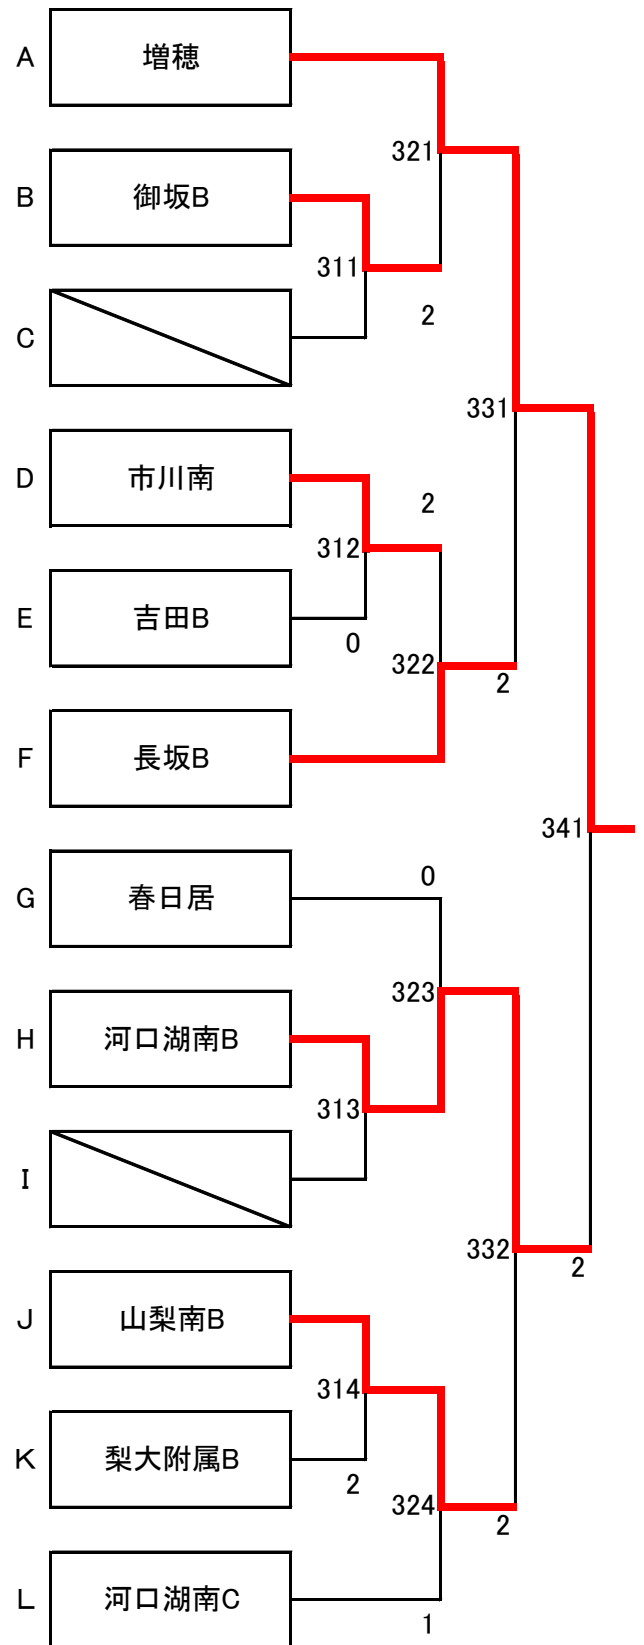 A
増穂
321
B
御坂B
311
2
C
331
D
市川南
2
312
E
吉田B
0
322
2
F
長坂B
341
G
春日居
0
323
H
河口湖南B
313
I
332
2
J
山梨南B
314
K
梨大附属B
2
324
2
L
河口湖南C
1